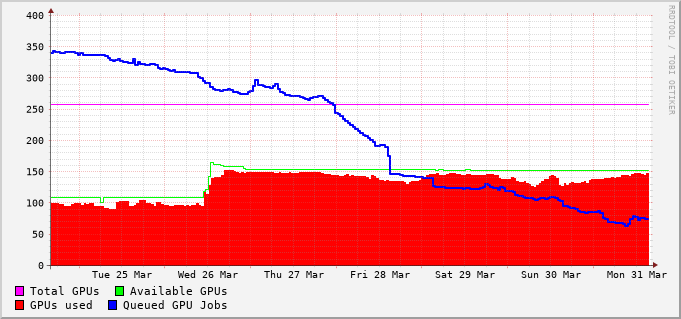 400
350
300
250
200
150
100
50
0
Tue 25 Mar Wed 26 Mar Thu 27 Mar Fri 28 Mar Sat 29 Mar Sun 30 Mar Mon 31 Mar
Total GPUs Available GPUs
GPUs used Queued GPU Jobs
RRDTOOL / TOBI OETIKER